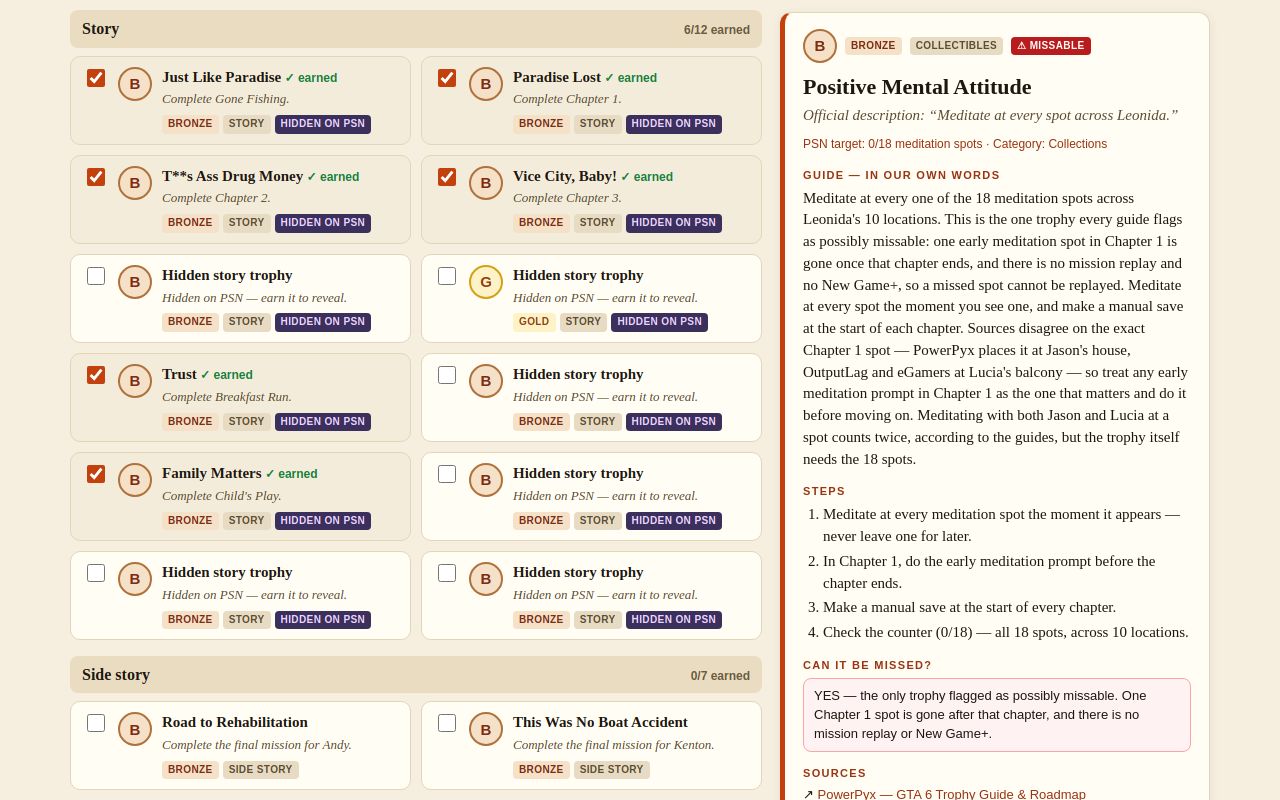 Story
6/12 earned
B
Just Like Paradise ✓ earned
Complete Gone Fishing.
BRONZE STORY HIDDEN ON PSN
B
Paradise Lost ✓ earned
Complete Chapter 1.
BRONZE STORY HIDDEN ON PSN
B
T**s Ass Drug Money ✓ earned
Complete Chapter 2.
BRONZE STORY HIDDEN ON PSN
B
Vice City, Baby! ✓ earned
Complete Chapter 3.
BRONZE STORY HIDDEN ON PSN
B
Hidden story trophy
Hidden on PSN — earn it to reveal.
BRONZE STORY HIDDEN ON PSN
G
Hidden story trophy
Hidden on PSN — earn it to reveal.
GOLD STORY HIDDEN ON PSN
B
Trust ✓ earned
Complete Breakfast Run.
BRONZE STORY HIDDEN ON PSN
B
Hidden story trophy
Hidden on PSN — earn it to reveal.
BRONZE STORY HIDDEN ON PSN
B
Family Matters ✓ earned
Complete Child's Play.
BRONZE STORY HIDDEN ON PSN
B
Hidden story trophy
Hidden on PSN — earn it to reveal.
BRONZE STORY HIDDEN ON PSN
B
Hidden story trophy
Hidden on PSN — earn it to reveal.
BRONZE STORY HIDDEN ON PSN
B
Hidden story trophy
Hidden on PSN — earn it to reveal.
BRONZE STORY HIDDEN ON PSN
Side story
0/7 earned
B
Road to Rehabilitation
Complete the final mission for Andy.
BRONZE SIDE STORY
B
This Was No Boat Accident
Complete the final mission for Kenton.
BRONZE SIDE STORY
B BRONZE COLLECTIBLES ⚠ MISSABLE
Positive Mental Attitude
Official description: “Meditate at every spot across Leonida.”
PSN target: 0/18 meditation spots · Category: Collections
GUIDE — IN OUR OWN WORDS
Meditate at every one of the 18 meditation spots across
Leonida's 10 locations. This is the one trophy every guide flags
as possibly missable: one early meditation spot in Chapter 1 is
gone once that chapter ends, and there is no mission replay and
no New Game+, so a missed spot cannot be replayed. Meditate
at every spot the moment you see one, and make a manual save
at the start of each chapter. Sources disagree on the exact
Chapter 1 spot — PowerPyx places it at Jason's house,
OutputLag and eGamers at Lucia's balcony — so treat any early
meditation prompt in Chapter 1 as the one that matters and do it
before moving on. Meditating with both Jason and Lucia at a
spot counts twice, according to the guides, but the trophy itself
needs the 18 spots.
STEPS
1. Meditate at every meditation spot the moment it appears —
never leave one for later.
2. In Chapter 1, do the early meditation prompt before the
chapter ends.
3. Make a manual save at the start of every chapter.
4. Check the counter (0/18) — all 18 spots, across 10 locations.
CAN IT BE MISSED?
YES — the only trophy flagged as possibly missable. One
Chapter 1 spot is gone after that chapter, and there is no
mission replay or New Game+.
SOURCES
↗ PowerPyx — GTA 6 Trophy Guide & Roadmap